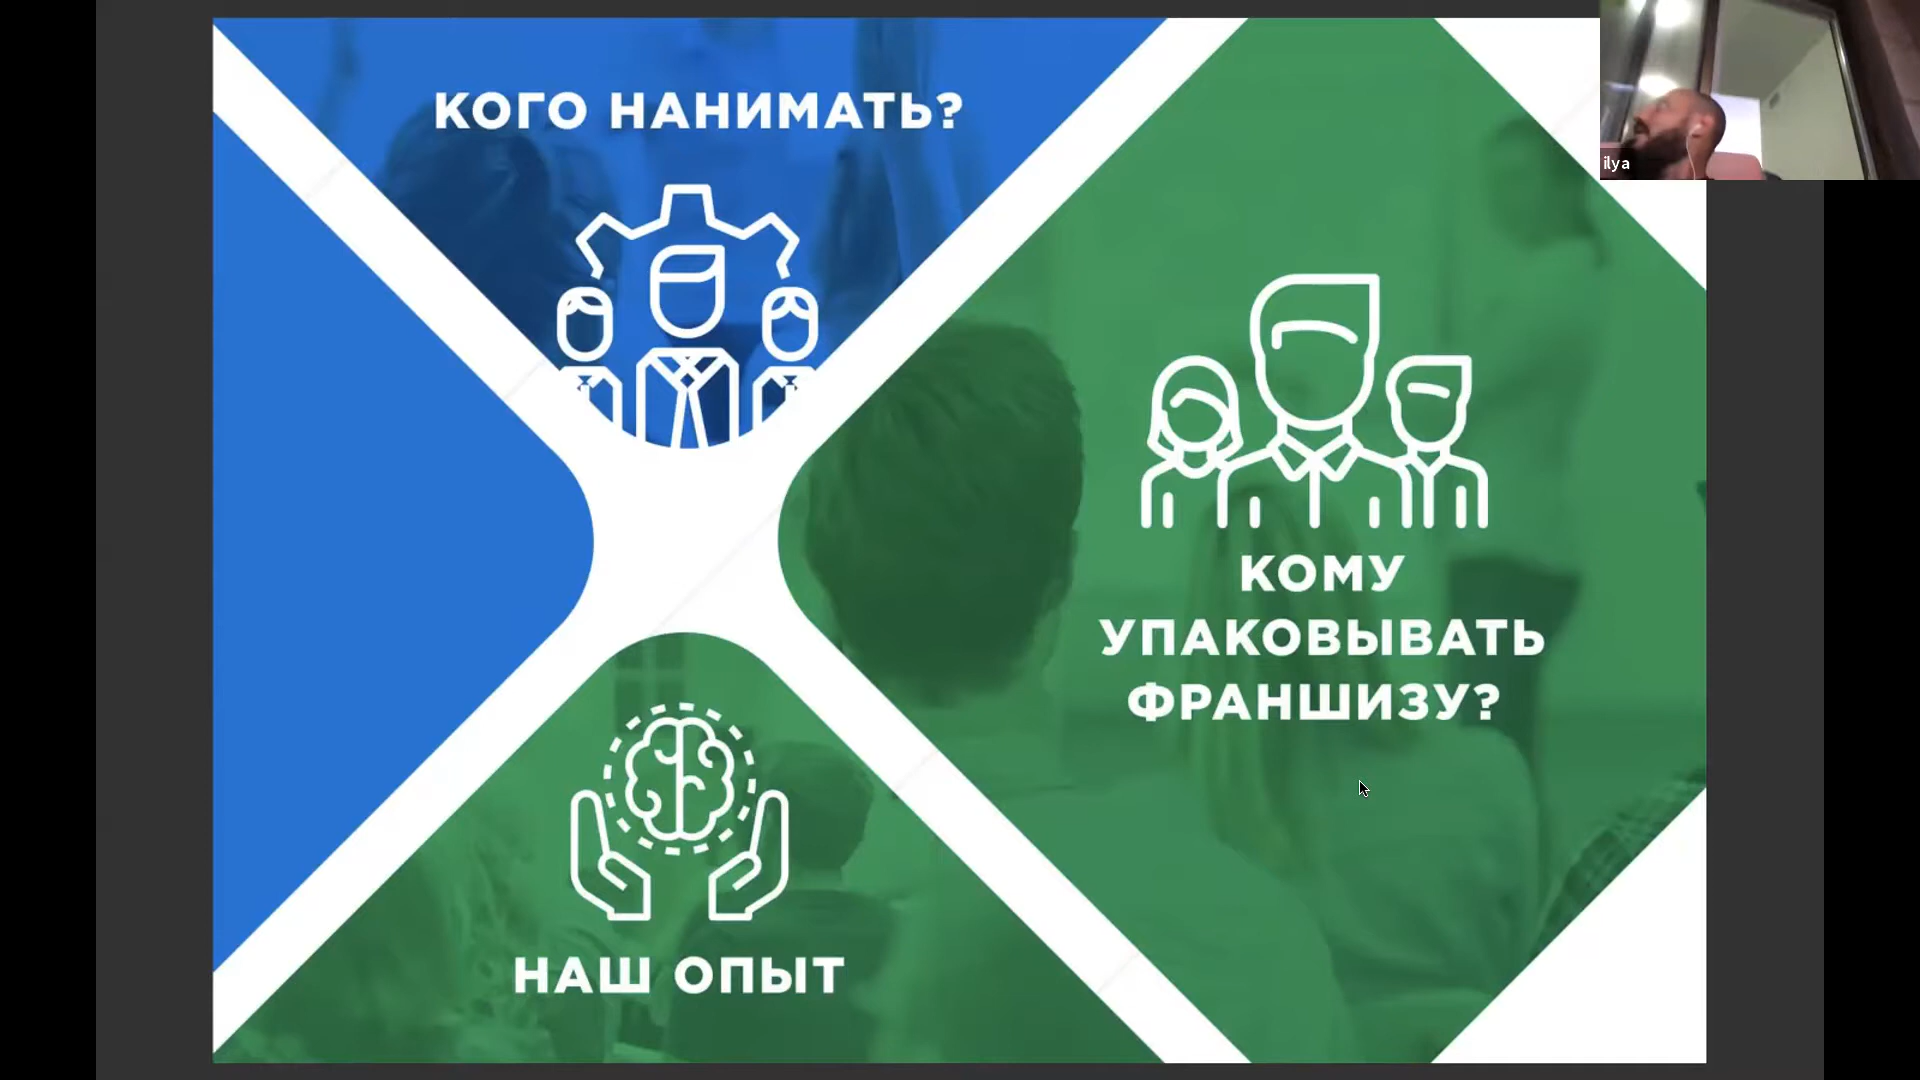 КОГО НАНИМАТЬ?
ilya
КОМУ
УПАКОВЫВАТЬ
ФРАНШИЗУ?
НАШ ОПЫТ